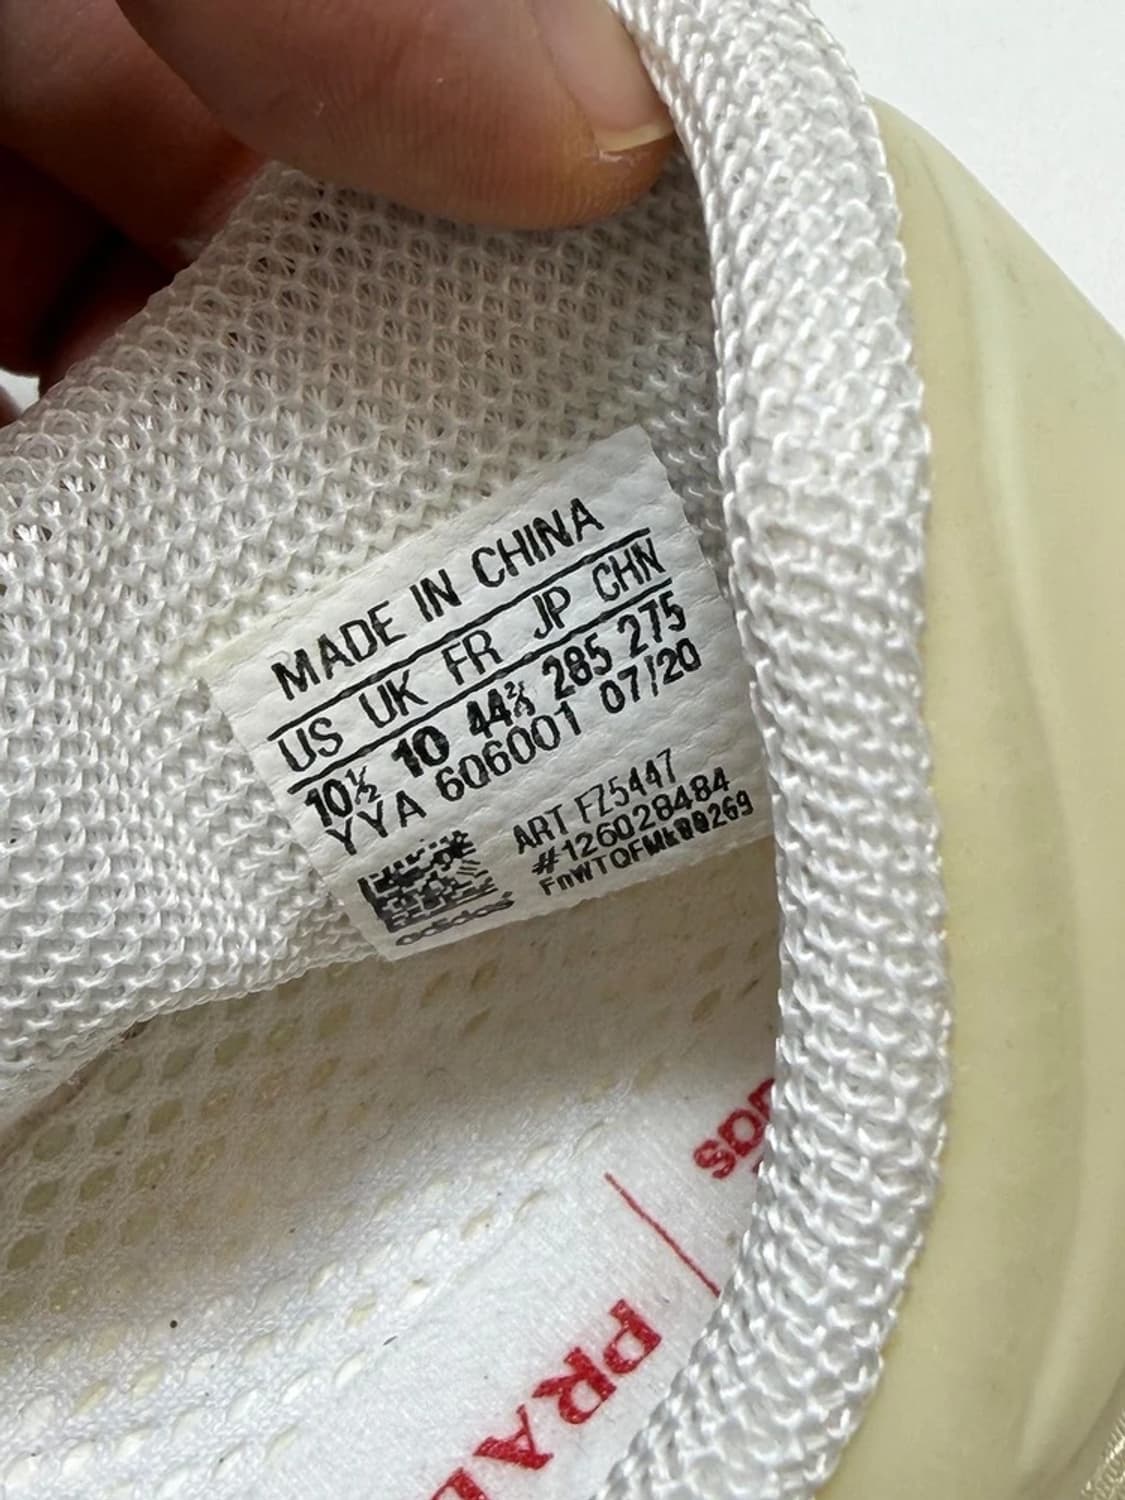 MADE IN CHINA
US UK FR JP CHN
10½ 10 44⅔ 285 275
YYA 606001 07/20
ART FZ5447
#126028484
adidas